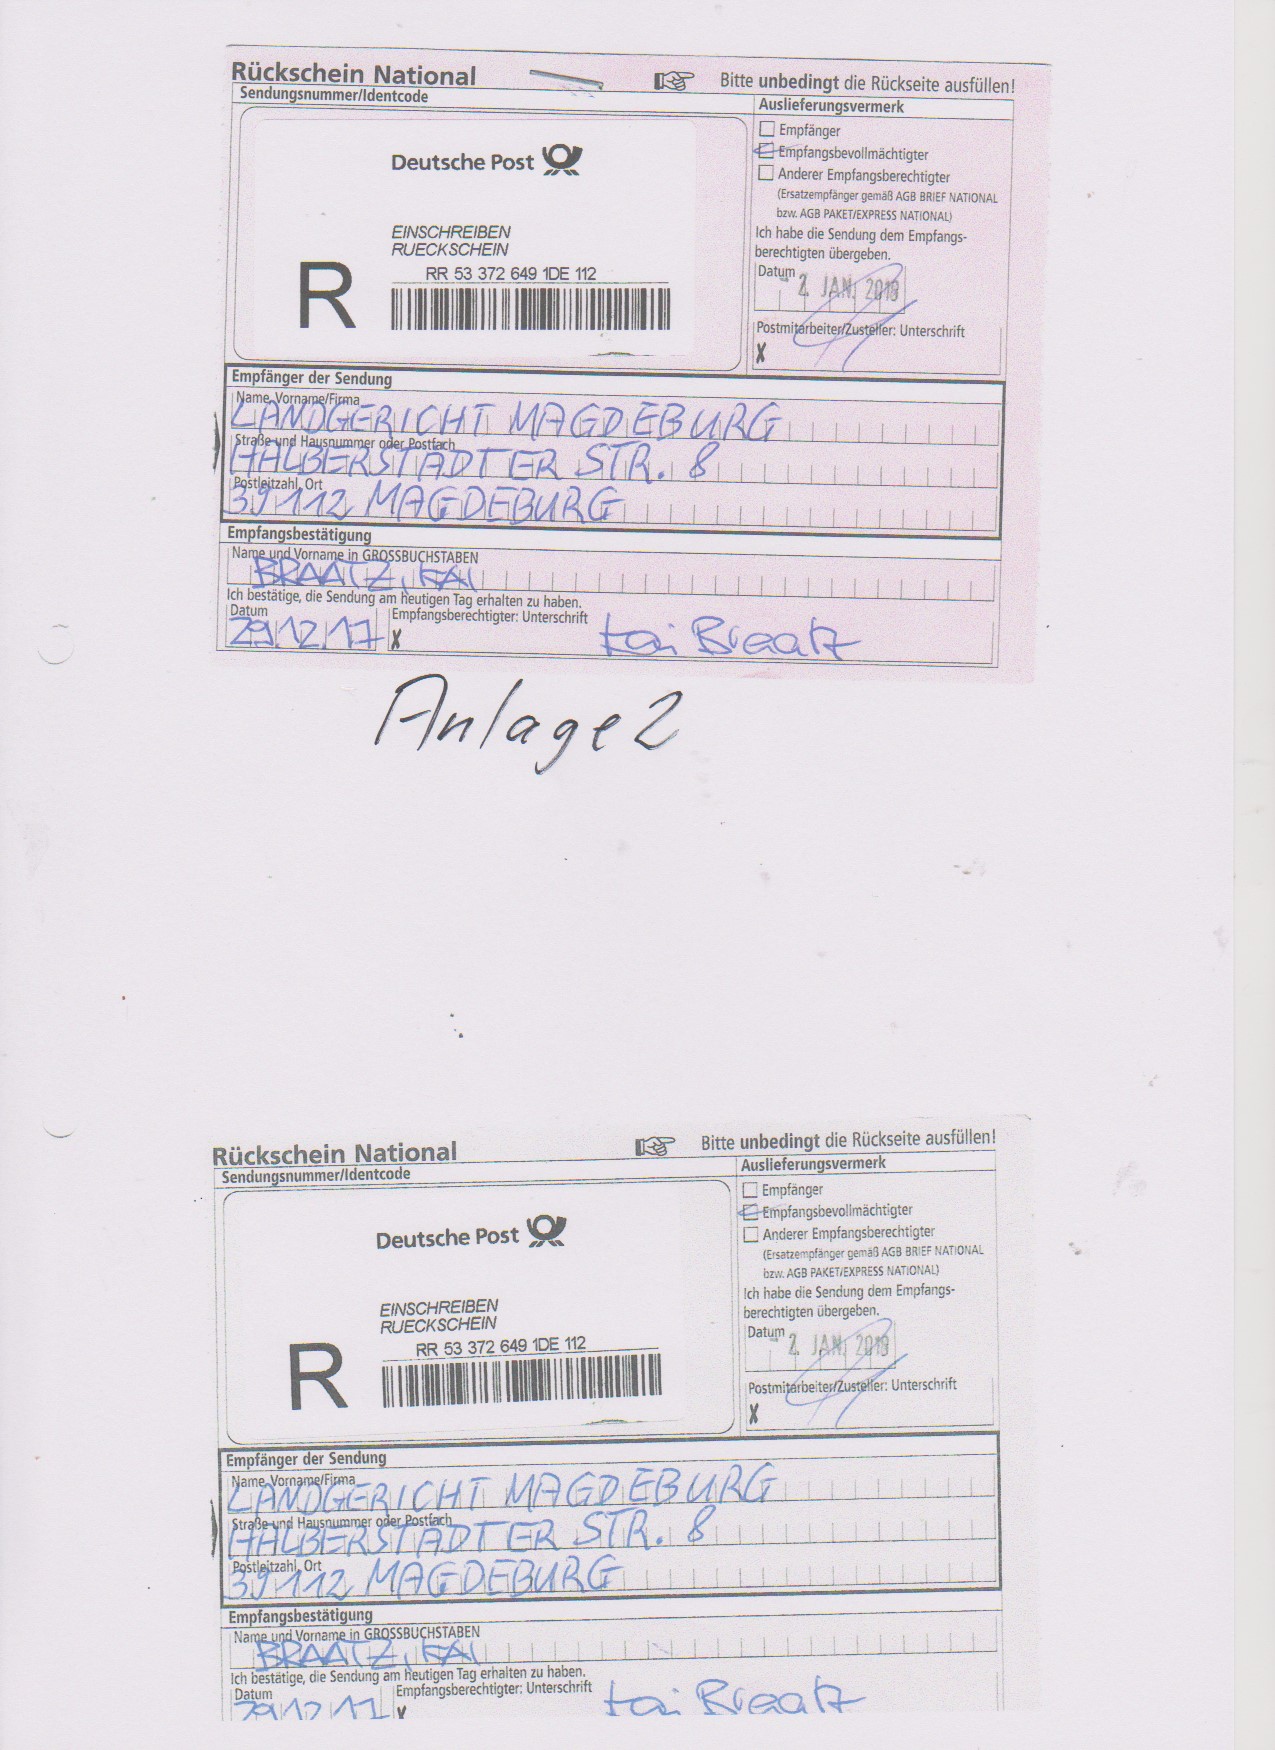 Rückschein National
Bitte unbedingt die Rückseite ausfüllen!
Sendungsnummer/Identcode
Auslieferungsvermerk
Empfänger
Empfangsbevollmächtigter
Anderer Empfangsberechtigter
(Ersatzempfänger gemäß AGB BRIEF NATIONAL
bzw. AGB PAKET/EXPRESS NATIONAL)
Ich habe die Sendung dem Empfangs-
berechtigten übergeben.
Datum
- 2. JAN. 2018
Postmitarbeiter/Zusteller: Unterschrift
X
Deutsche Post
EINSCHREIBEN
RUECKSCHEIN
RR 53 372 649 1DE 112
R
Empfänger der Sendung
Name, Vorname/Firma
LANDGERICHT MAGDEBURG
Straße und Hausnummer oder Postfach
HALBERSTÄDTER STR. 8
Postleitzahl, Ort
39112 MAGDEBURG
Empfangsbestätigung
Name und Vorname in GROSSBUCHSTABEN
BRAATZ, KAI
Ich bestätige, die Sendung am heutigen Tag erhalten zu haben.
Datum
Empfangsberechtigter: Unterschrift
29.12.17
X
Kai Braatz
Anlage 2
Rückschein National
Bitte unbedingt die Rückseite ausfüllen!
Sendungsnummer/Identcode
Auslieferungsvermerk
Empfänger
Empfangsbevollmächtigter
Anderer Empfangsberechtigter
(Ersatzempfänger gemäß AGB BRIEF NATIONAL
bzw. AGB PAKET/EXPRESS NATIONAL)
Ich habe die Sendung dem Empfangs-
berechtigten übergeben.
Datum
- 2. JAN. 2018
Postmitarbeiter/Zusteller: Unterschrift
X
Deutsche Post
EINSCHREIBEN
RUECKSCHEIN
RR 53 372 649 1DE 112
R
Empfänger der Sendung
Name, Vorname/Firma
LANDGERICHT MAGDEBURG
Straße und Hausnummer oder Postfach
HALBERSTÄDTER STR. 8
Postleitzahl, Ort
39112 MAGDEBURG
Empfangsbestätigung
Name und Vorname in GROSSBUCHSTABEN
BRAATZ, KAI
Ich bestätige, die Sendung am heutigen Tag erhalten zu haben.
Datum
Empfangsberechtigter: Unterschrift
29.12.17
X
Kai Braatz